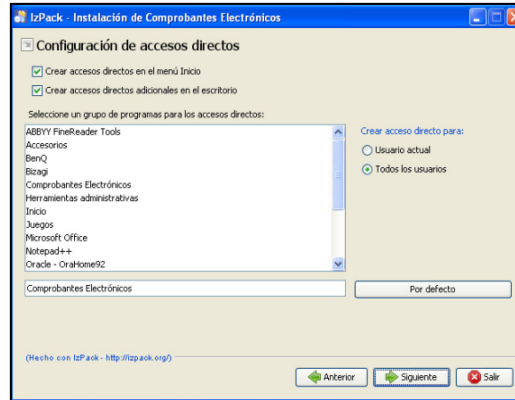 IzPack - Instalación de Comprobantes Electrónicos
Configuración de accesos directos
Crear accesos directos en el menú Inicio
Crear accesos directos adicionales en el escritorio
Seleccione un grupo de programas para los accesos directos:
ABBYY FineReader Tools
Accesorios
BenQ
Bizagi
Comprobantes Electrónicos
Herramientas administrativas
Inicio
Juegos
Microsoft Office
Notepad++
Oracle - OraHome92
Crear acceso directo para:
Usuario actual
Todos los usuarios
Comprobantes Electrónicos
Por defecto
(Hecho con IzPack - http://izpack.org/)
Anterior
Siguiente
Salir